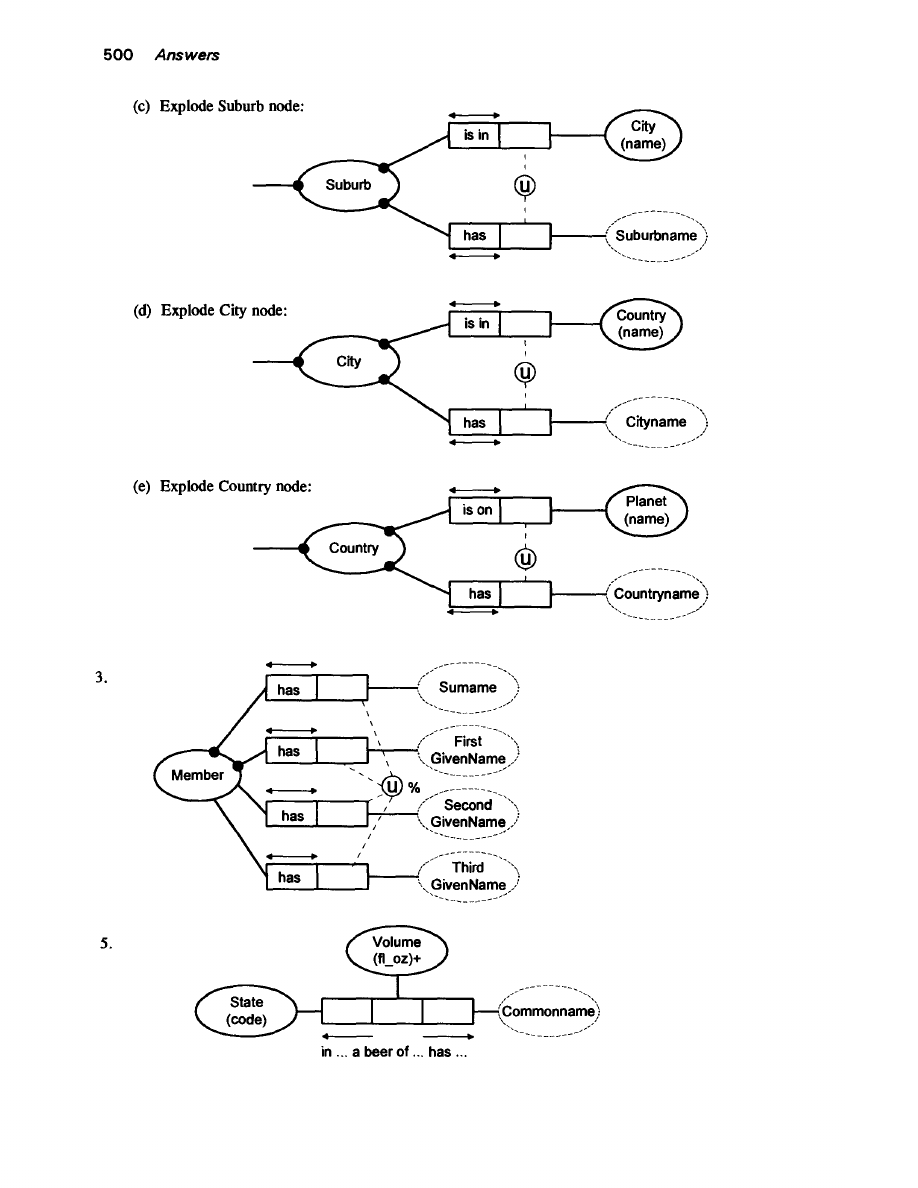 500 Answers
(c) Explode Suburb node:
is in
City
(name)
Suburb
u
has
Suburbname
(d) Explode City node:
is in
Country
(name)
City
u
has
Cityname
(e) Explode Country node:
is on
Planet
(name)
Country
u
has
Countryname
3.
has
Surname
has
First
GivenName
Member
u %
has
Second
GivenName
has
Third
GivenName
5.
Volume
(fl_oz)+
State
(code)
Commonname
in ... a beer of ... has ...